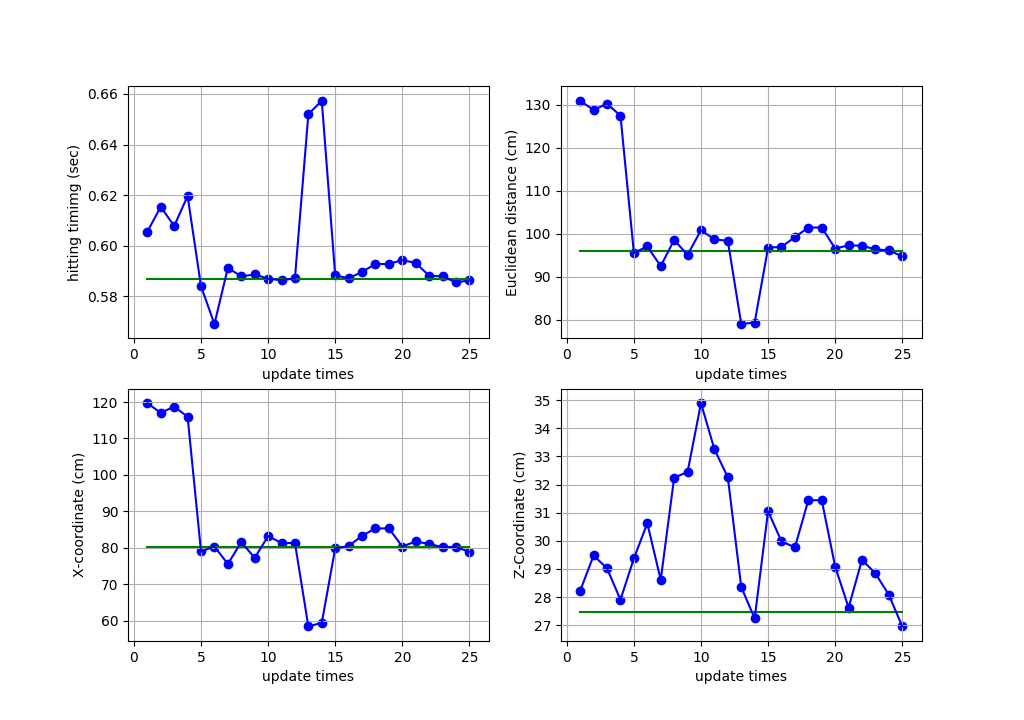 0.66
0.64
0.62
0.60
0.58
hitting timimg (sec)
0 5 10 15 20 25
update times
130
120
110
100
90
80
Euclidean distance (cm)
0 5 10 15 20 25
update times
120
110
100
90
80
70
60
X-coordinate (cm)
0 5 10 15 20 25
update times
35
34
33
32
31
30
29
28
27
Z-Coordinate (cm)
0 5 10 15 20 25
update times